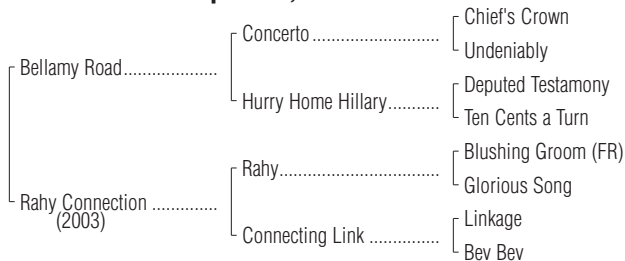 Chief's Crown
Concerto ...........................
Undeniably
Bellamy Road....................
Deputed Testamony
Hurry Home Hillary...........
Ten Cents a Turn
Blushing Groom (FR)
Rahy..................................
Glorious Song
Rahy Connection ..............
(2003)
Linkage
Connecting Link ...............
Bev Bev